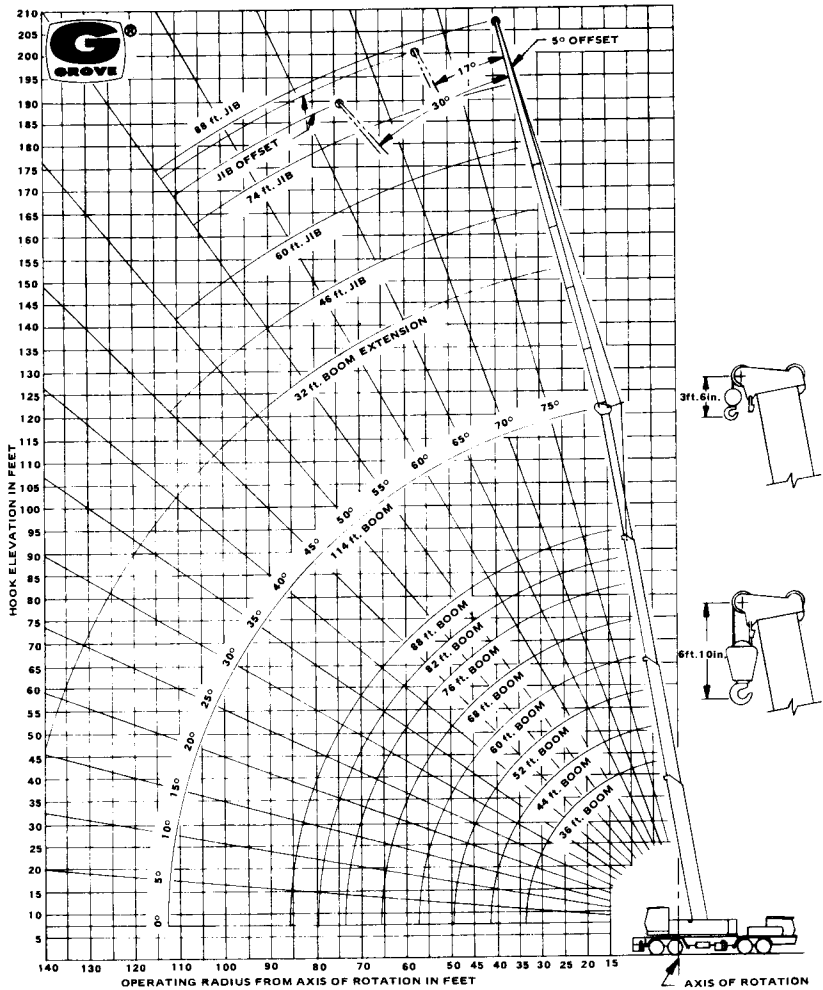 G®
GROVE
HOOK ELEVATION IN FEET
210
205
200
195
190
185
180
175
170
165
160
155
150
145
140
135
130
125
120
115
110
105
100
95
90
85
80
75
70
65
60
55
50
45
40
35
30
25
20
15
10
5
5° OFFSET
17°
30°
88 ft. JIB
JIB OFFSET
74 ft. JIB
60 ft. JIB
46 ft. JIB
32 ft. BOOM EXTENSION
75°
70°
65°
60°
55°
50°
45°
40°
35°
30°
25°
20°
15°
10°
5°
0°
114 ft. BOOM
88 ft. BOOM
82 ft. BOOM
76 ft. BOOM
68 ft. BOOM
60 ft. BOOM
52 ft. BOOM
44 ft. BOOM
36 ft. BOOM
3ft.6in.
6ft.10in.
140 130 120 110 100 90 80 70 60 50 40 35 30 25 20 15
OPERATING RADIUS FROM AXIS OF ROTATION IN FEET
AXIS OF ROTATION